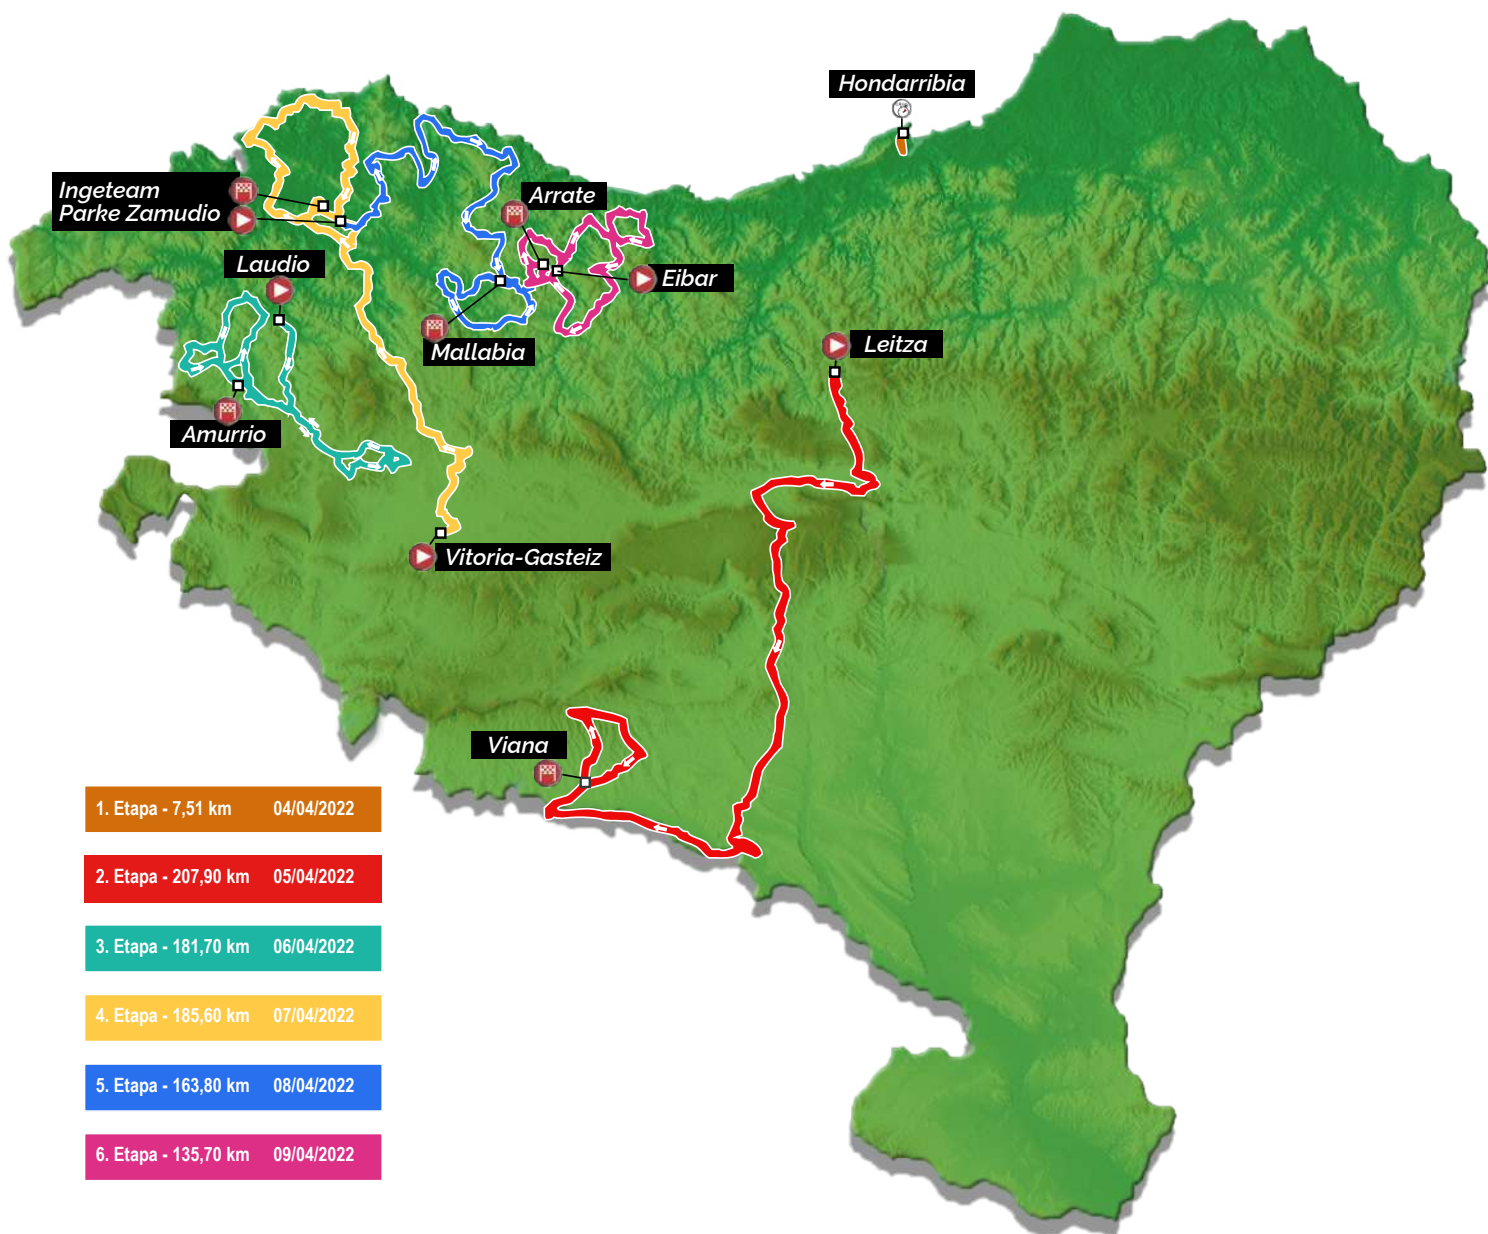 Hondarribia
Ingeteam
Parke Zamudio
Arrate
Laudio
Eibar
Mallabia
Leitza
Amurrio
Vitoria-Gasteiz
Viana
1. Etapa - 7,51 km 04/04/2022
2. Etapa - 207,90 km 05/04/2022
3. Etapa - 181,70 km 06/04/2022
4. Etapa - 185,60 km 07/04/2022
5. Etapa - 163,80 km 08/04/2022
6. Etapa - 135,70 km 09/04/2022